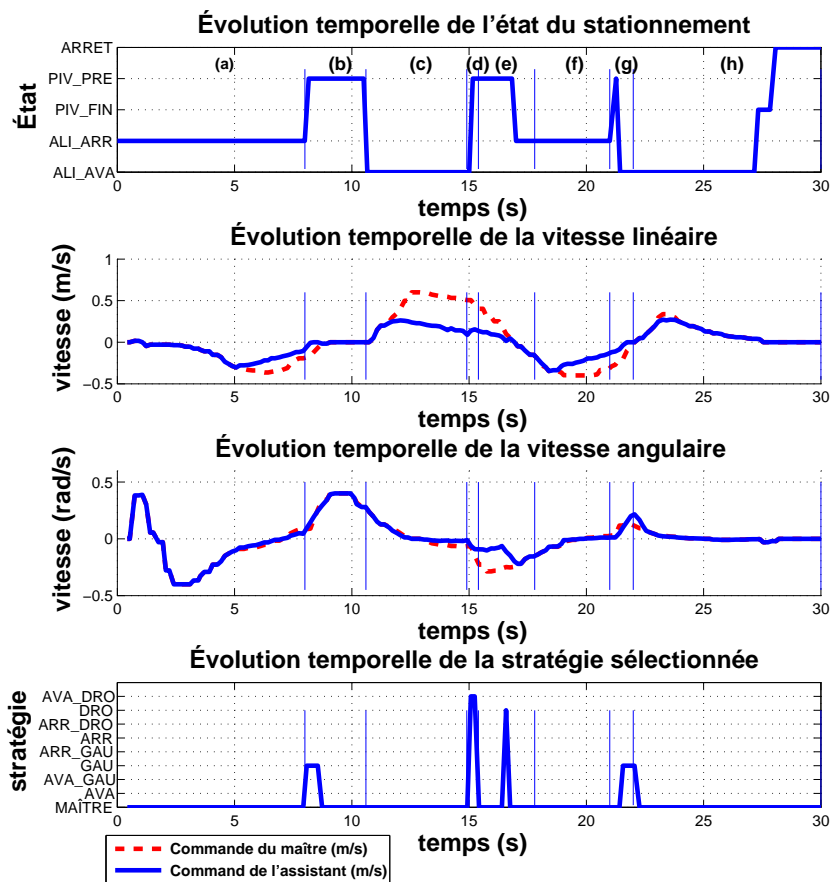 Évolution temporelle de l'état du stationnement
ARRET
PIV_PRE
PIV_FIN
ALI_ARR
ALI_AVA
État
(a)
(b)
(c)
(d)
(e)
(f)
(g)
(h)
0 5 10 15 20 25 30
temps (s)
Évolution temporelle de la vitesse linéaire
1
0.5
0
−0.5
vitesse (m/s)
0 5 10 15 20 25 30
temps (s)
Évolution temporelle de la vitesse angulaire
0.5
0
−0.5
vitesse (rad/s)
0 5 10 15 20 25 30
temps (s)
Évolution temporelle de la stratégie sélectionnée
AVA_DRO
DRO
ARR_DRO
ARR
ARR_GAU
GAU
AVA_GAU
AVA
MAÎTRE
stratégie
0 5 10 15 20 25 30
temps (s)
Commande du maître (m/s)
Command de l'assistant (m/s)